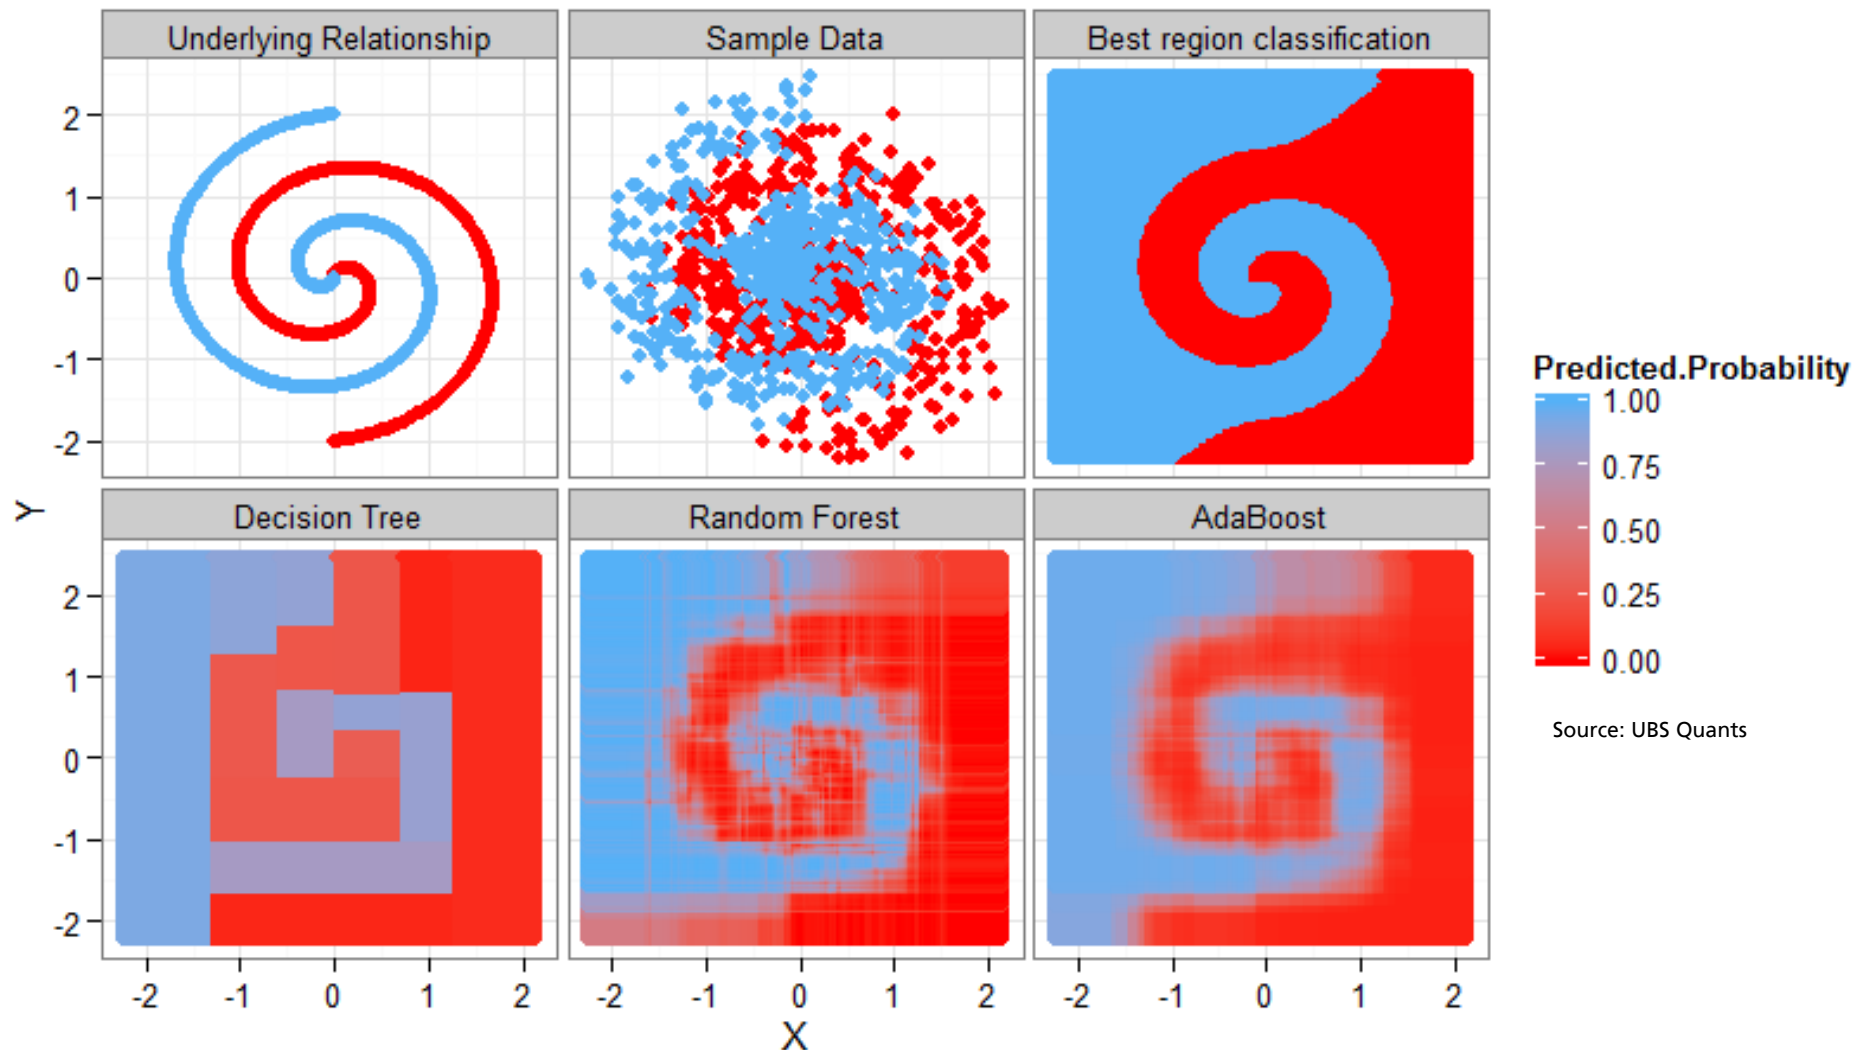 Underlying Relationship
Sample Data
Best region classification
2
1
0
-1
-2
Predicted.Probability
1.00
0.75
0.50
0.25
0.00
Y
Decision Tree
Random Forest
AdaBoost
2
1
0
-1
-2
Source: UBS Quants
-2 -1 0 1 2
-2 -1 0 1 2
-2 -1 0 1 2
X